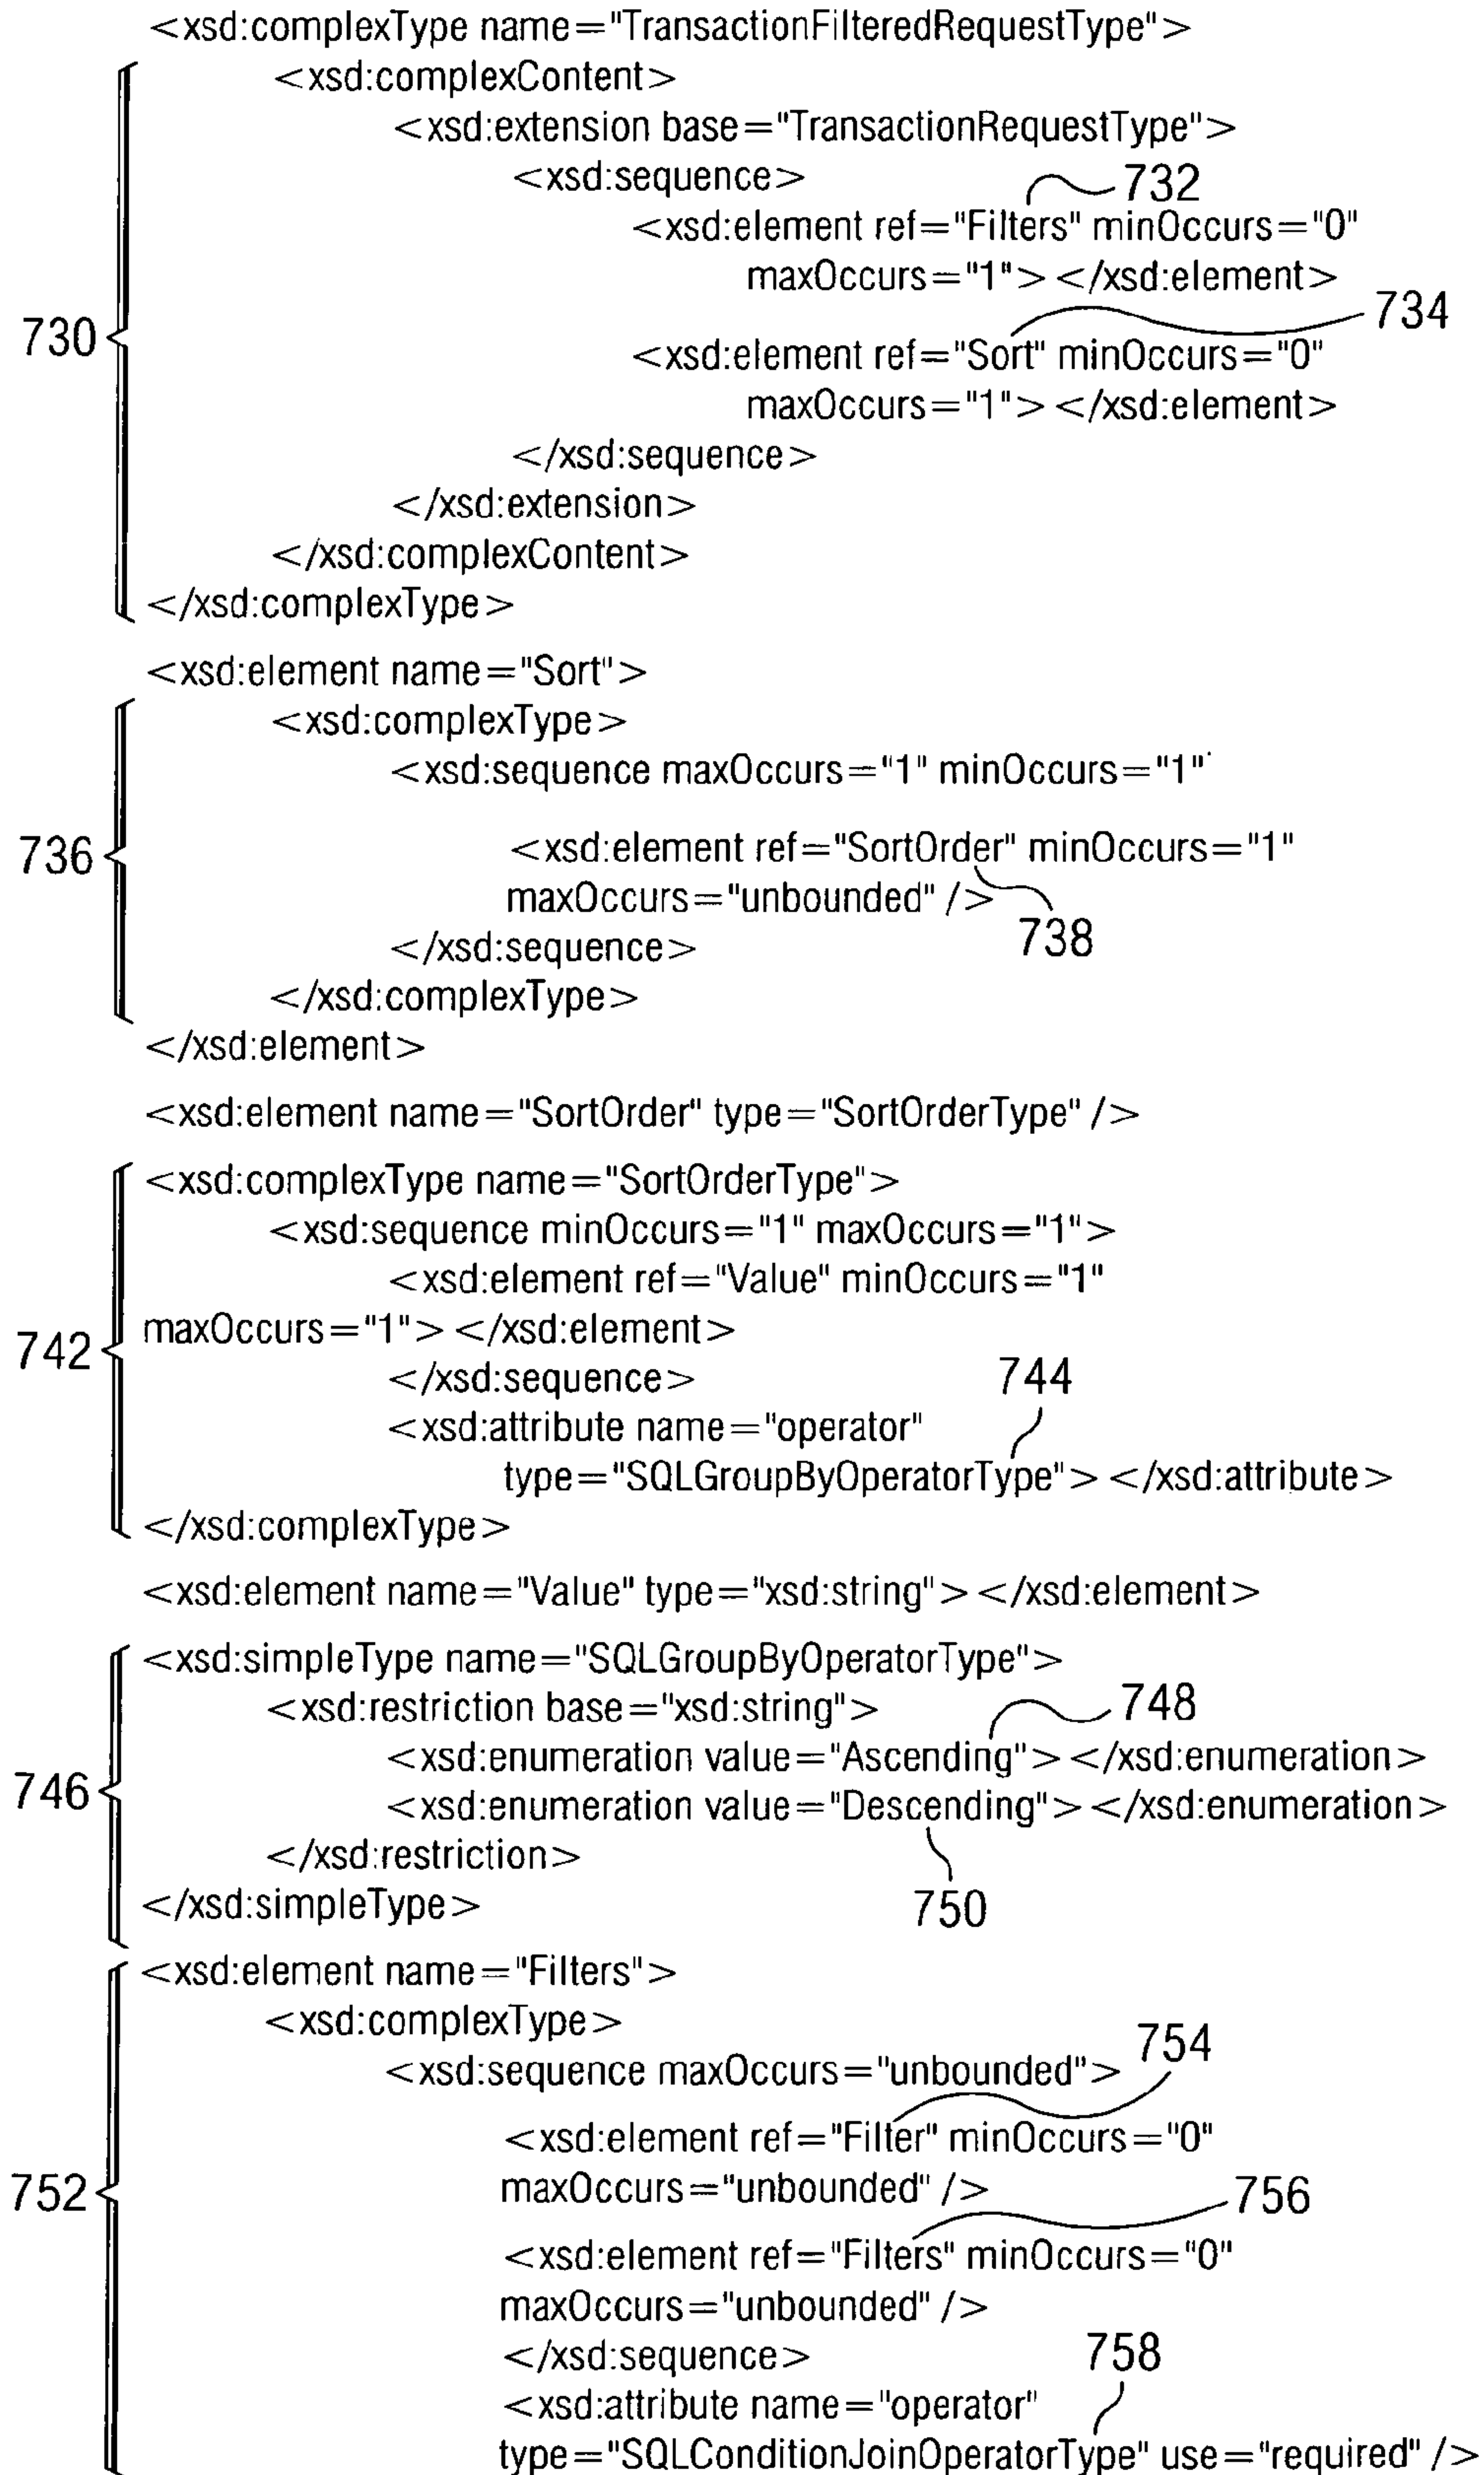 <xsd:complexType name="TransactionFilteredRequestType">
<xsd:complexContent>
<xsd:extension base="TransactionRequestType">
<xsd:sequence>
732
<xsd:element ref="Filters" minOccurs="0"
maxOccurs="1"></xsd:element>
734
730
<xsd:element ref="Sort" minOccurs="0"
maxOccurs="1"></xsd:element>
</xsd:sequence>
</xsd:extension>
</xsd:complexContent>
</xsd:complexType>
<xsd:element name="Sort">
<xsd:complexType>
<xsd:sequence maxOccurs="1" minOccurs="1"
736
<xsd:element ref="SortOrder" minOccurs="1"
maxOccurs="unbounded" />
738
</xsd:sequence>
</xsd:complexType>
</xsd:element>
<xsd:element name="SortOrder" type="SortOrderType" />
<xsd:complexType name="SortOrderType">
<xsd:sequence minOccurs="1" maxOccurs="1">
<xsd:element ref="Value" minOccurs="1"
maxOccurs="1"></xsd:element>
742
</xsd:sequence>
744
<xsd:attribute name="operator"
type="SQLGroupByOperatorType"></xsd:attribute>
</xsd:complexType>
<xsd:element name="Value" type="xsd:string"></xsd:element>
<xsd:simpleType name="SQLGroupByOperatorType">
<xsd:restriction base="xsd:string">
748
<xsd:enumeration value="Ascending"></xsd:enumeration>
746
<xsd:enumeration value="Descending"></xsd:enumeration>
</xsd:restriction>
</xsd:simpleType>
750
<xsd:element name="Filters">
<xsd:complexType>
754
<xsd:sequence maxOccurs="unbounded">
<xsd:element ref="Filter" minOccurs="0"
maxOccurs="unbounded" />
752
756
<xsd:element ref="Filters" minOccurs="0"
maxOccurs="unbounded" />
</xsd:sequence>
758
<xsd:attribute name="operator"
type="SQLConditionJoinOperatorType" use="required" />